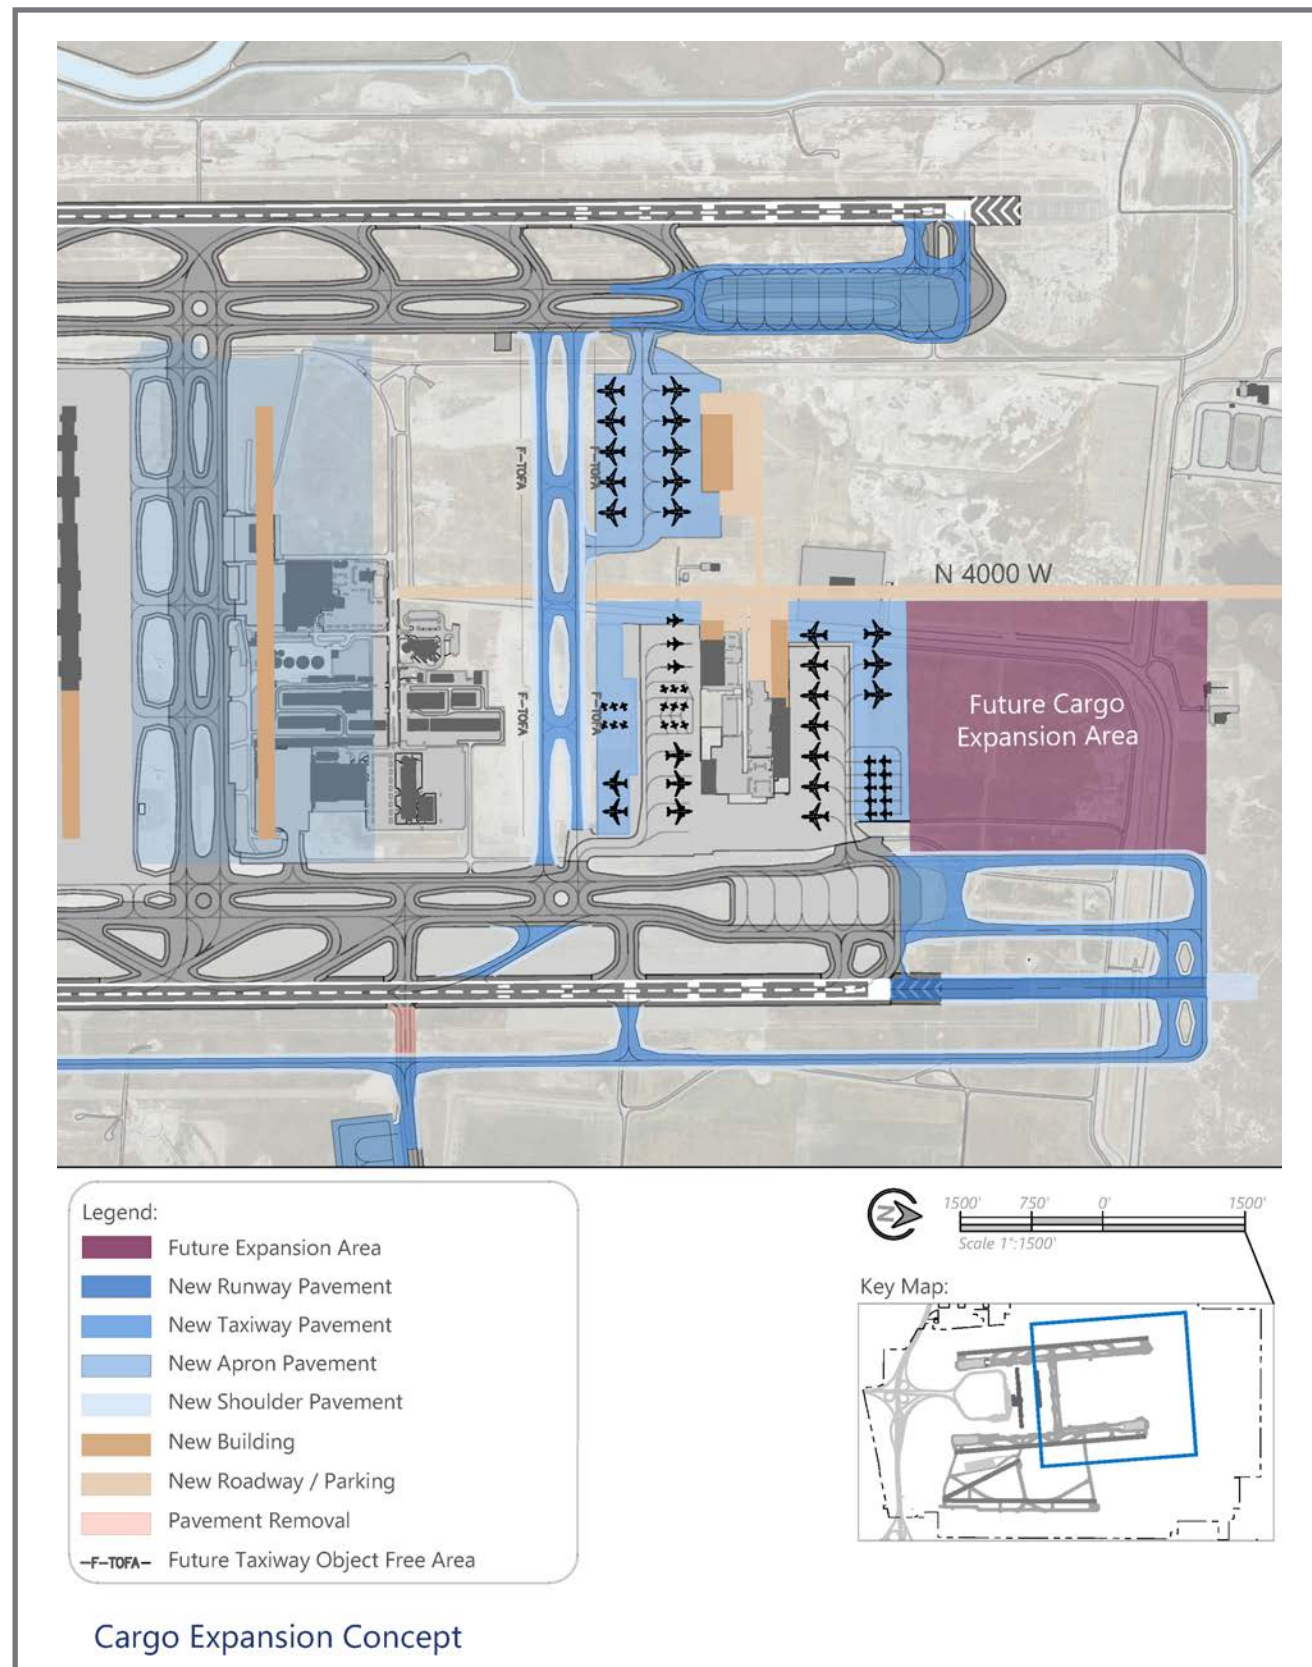 F-TOFA
F-TOFA
N 4000 W
F-TOFA
F-TOFA
Future Cargo
Expansion Area
Legend:
Future Expansion Area
New Runway Pavement
New Taxiway Pavement
New Apron Pavement
New Shoulder Pavement
New Building
New Roadway / Parking
Pavement Removal
—F-TOFA— Future Taxiway Object Free Area
N
1500' 750' 0' 1500'
Scale 1":1500'
Key Map:
Cargo Expansion Concept